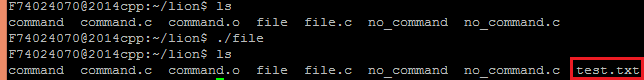 F74024070@2014cpp:~/lion$ ls
command command.c command.o file file.c no_command no_command.c
F74024070@2014cpp:~/lion$ ./file
F74024070@2014cpp:~/lion$ ls
command command.c command.o file file.c no_command no_command.c test.txt